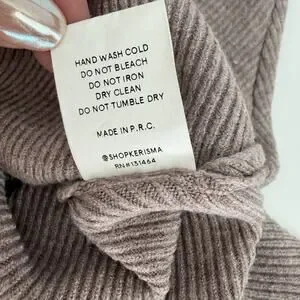 HAND WASH COLD
DO NOT BLEACH
DO NOT IRON
DRY CLEAN
DO NOT TUMBLE DRY
MADE IN P.R.C.
@SHOPKERISMA
RN#131464